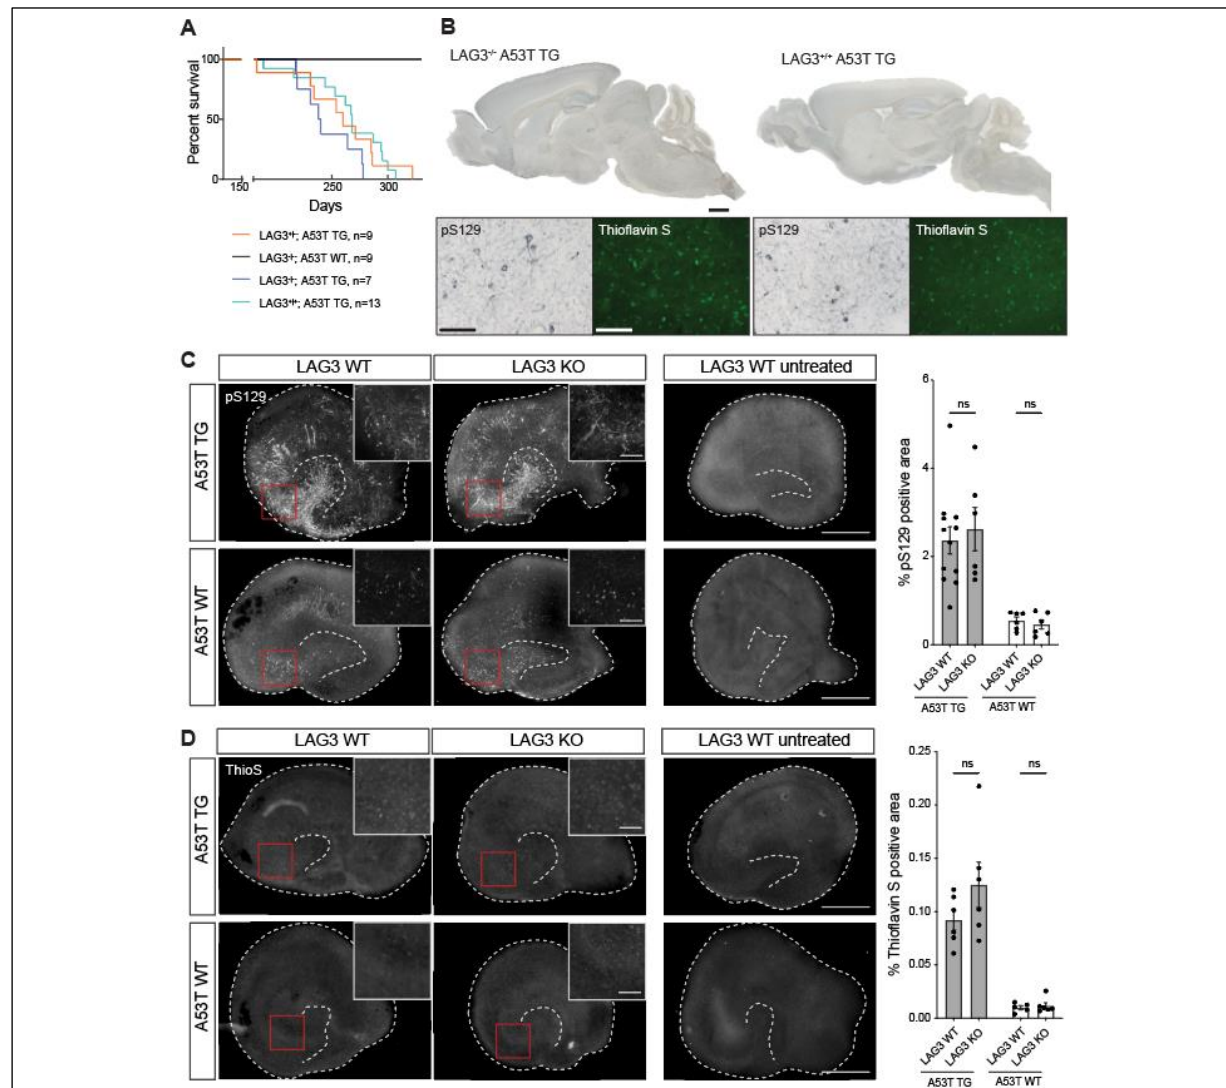 A
100
50
0
Percent survival
150
250
300
Days
LAG3+/-; A53T TG, n=9
LAG3-/-; A53T TG, n=7
LAG3+/+; A53T TG, n=13
B
LAG3-/- A53T TG
LAG3+/+ A53T TG
pS129
Thioflavin S
pS129
Thioflavin S
C
LAG3 WT
LAG3 KO
LAG3 WT untreated
A53T TG
pS129
A53T WT
% pS129 positive area
6
4
2
0
ns
ns
LAG3 WT
LAG3 KO
LAG3 WT
LAG3 KO
A53T TG
A53T WT
D
LAG3 WT
LAG3 KO
LAG3 WT untreated
A53T TG
ThioS
A53T WT
% Thioflavin S positive area
0.25
0.20
0.15
0.10
0.05
0.00
ns
ns
LAG3 WT
LAG3 KO
LAG3 WT
LAG3 KO
A53T TG
A53T WT